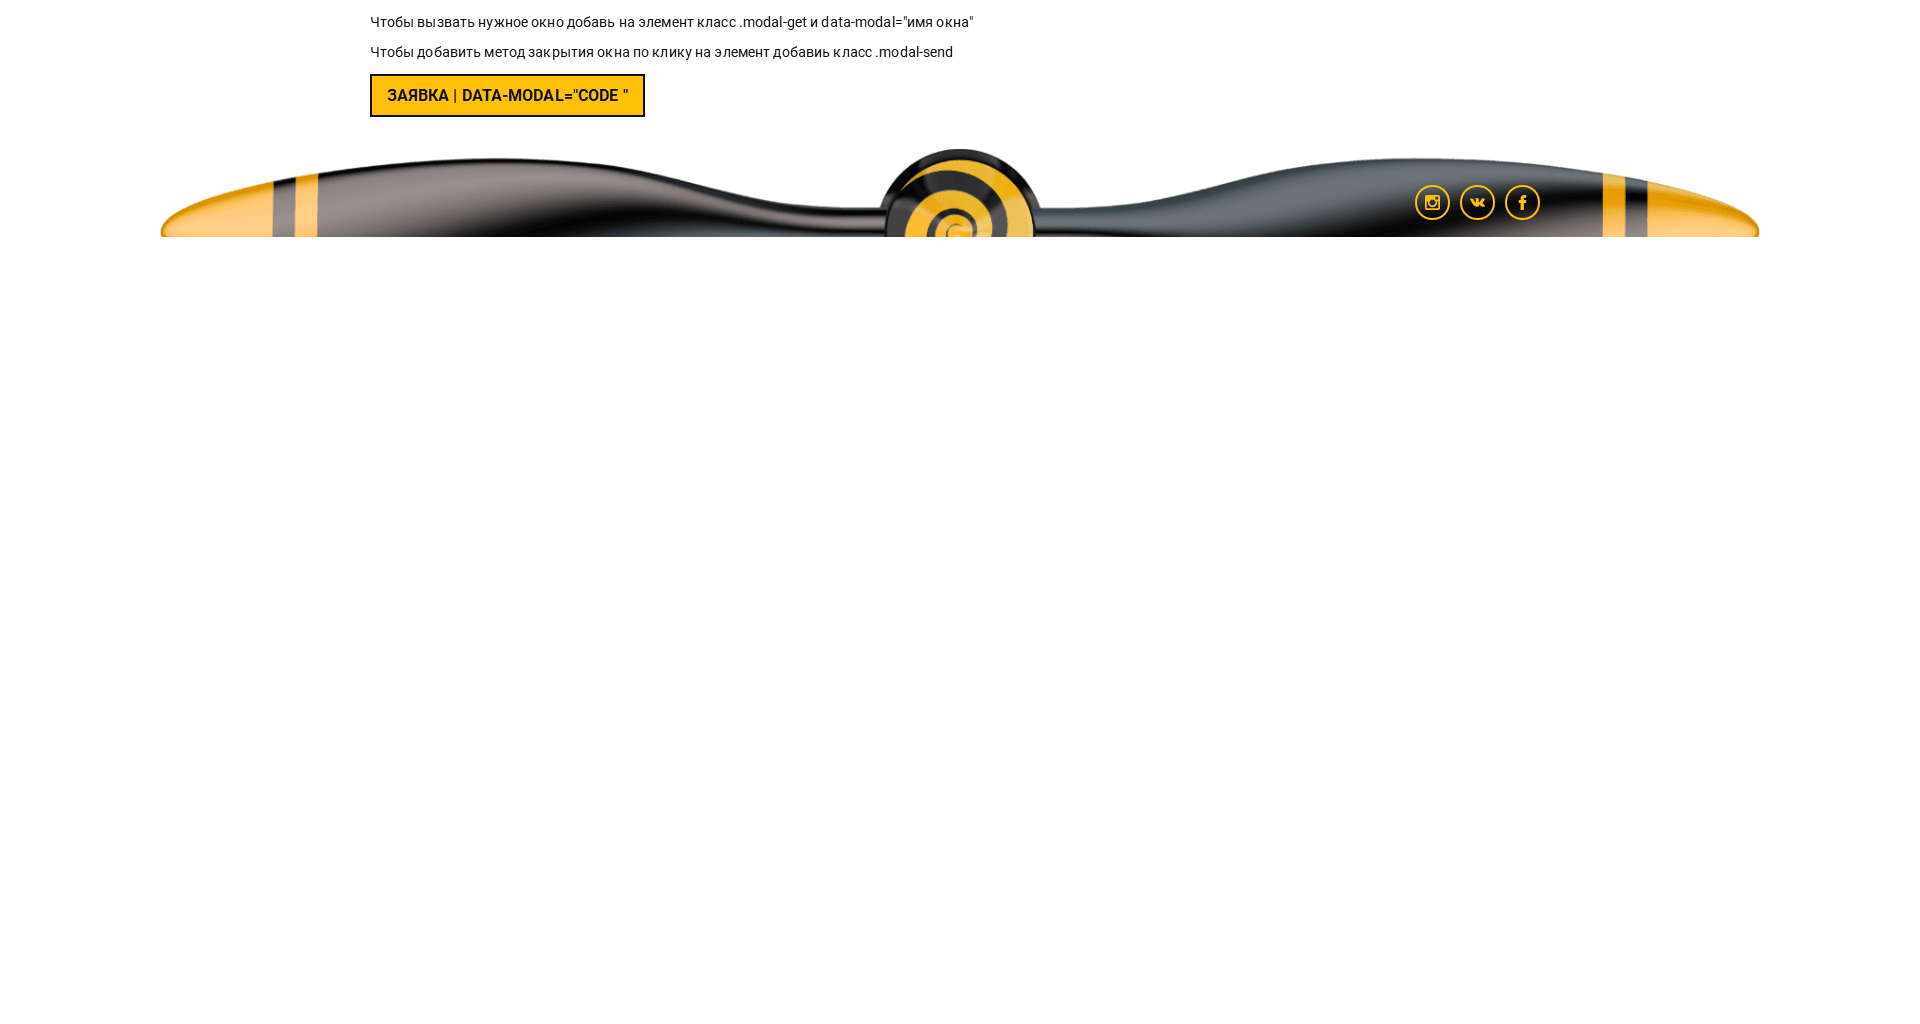 Чтобы вызвать нужное окно добавь на элемент класс .modal-get и data-modal="имя окна"
Чтобы добавить метод закрытия окна по клику на элемент добавиь класс .modal-send
ЗАЯВКА | DATA-MODAL="CODE "